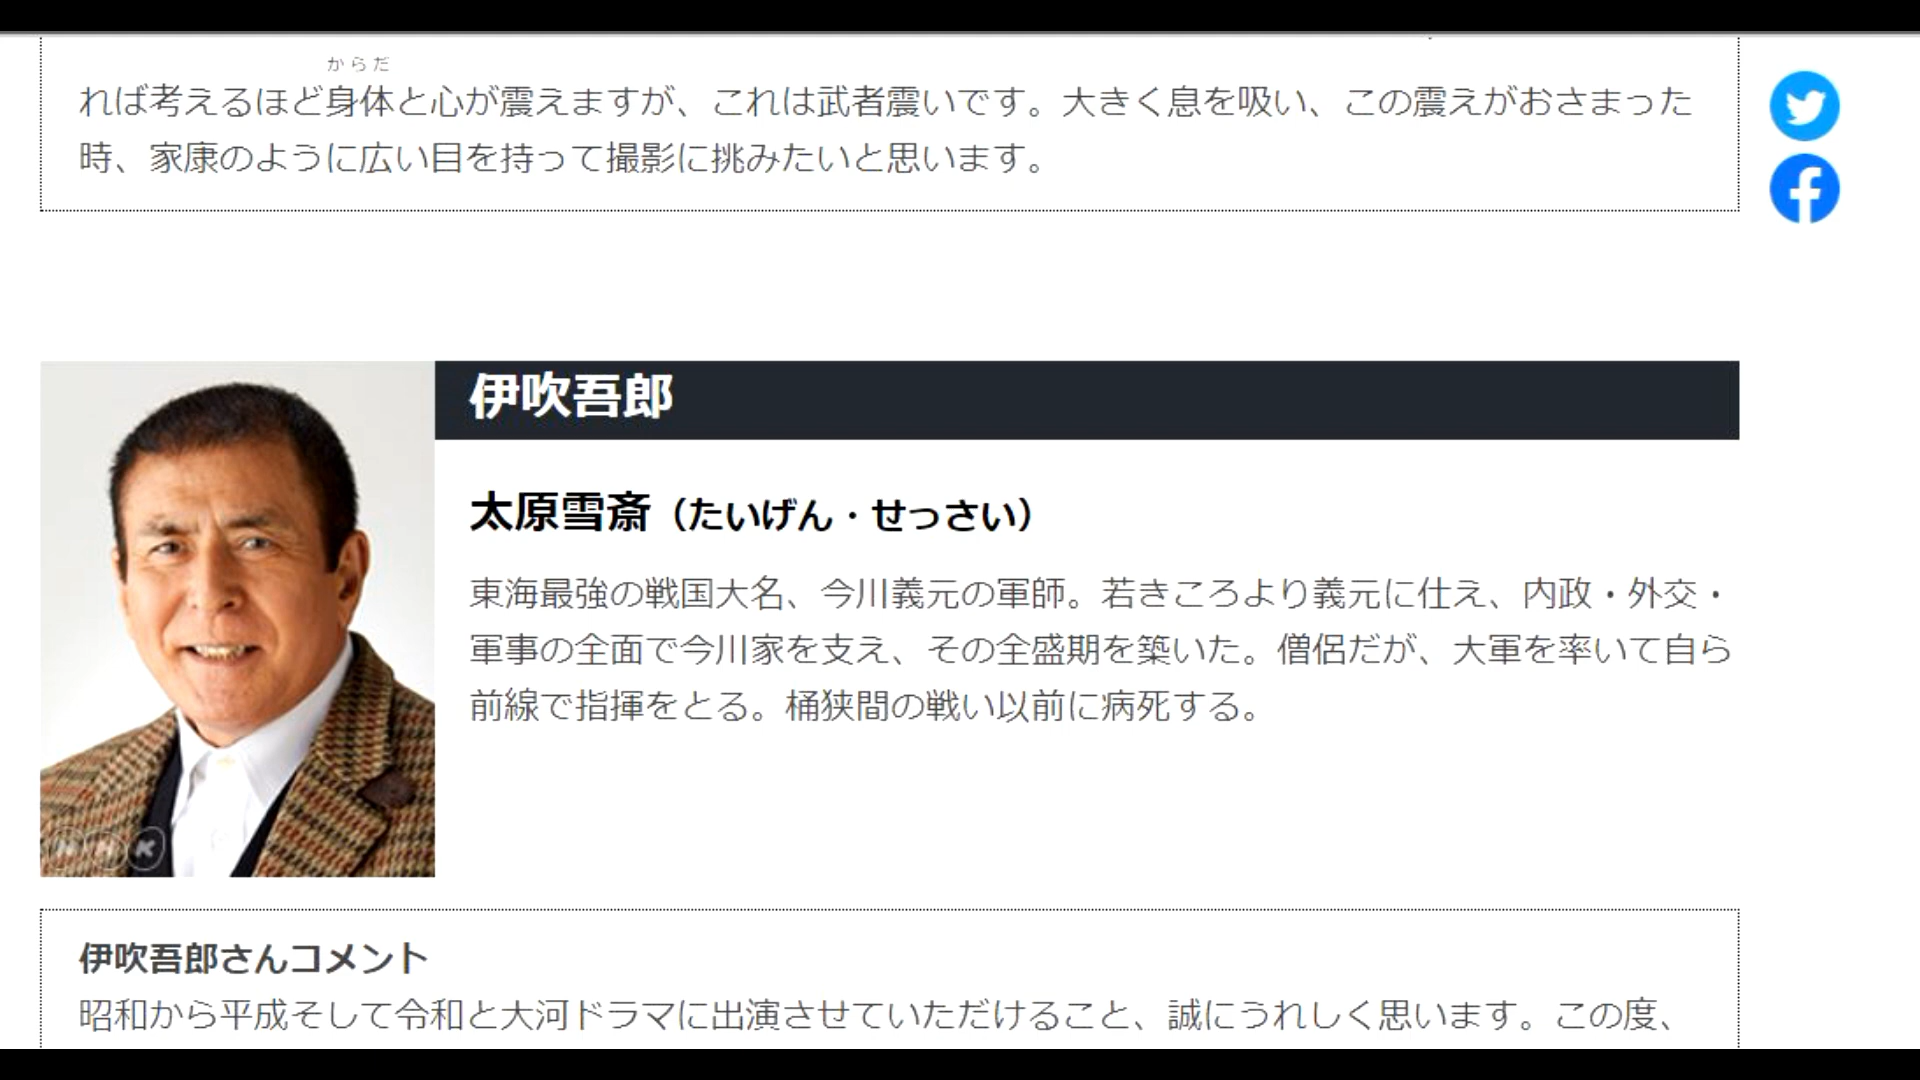 からだ
れば考えるほど身体と心が震えますが、これは武者震いです。大きく息を吸い、この震えがおさまった
時、家康のように広い目を持って撮影に挑みたいと思います。
伊吹吾郎
太原雪斎（たいげん・せっさい）
東海最強の戦国大名、今川義元の軍師。若きころより義元に仕え、内政・外交・
軍事の全面で今川家を支え、その全盛期を築いた。僧侶だが、大軍を率いて自ら
前線で指揮をとる。桶狭間の戦い以前に病死する。
NHK
伊吹吾郎さんコメント
昭和から平成そして令和と大河ドラマに出演させていただけること、誠にうれしく思います。この度、